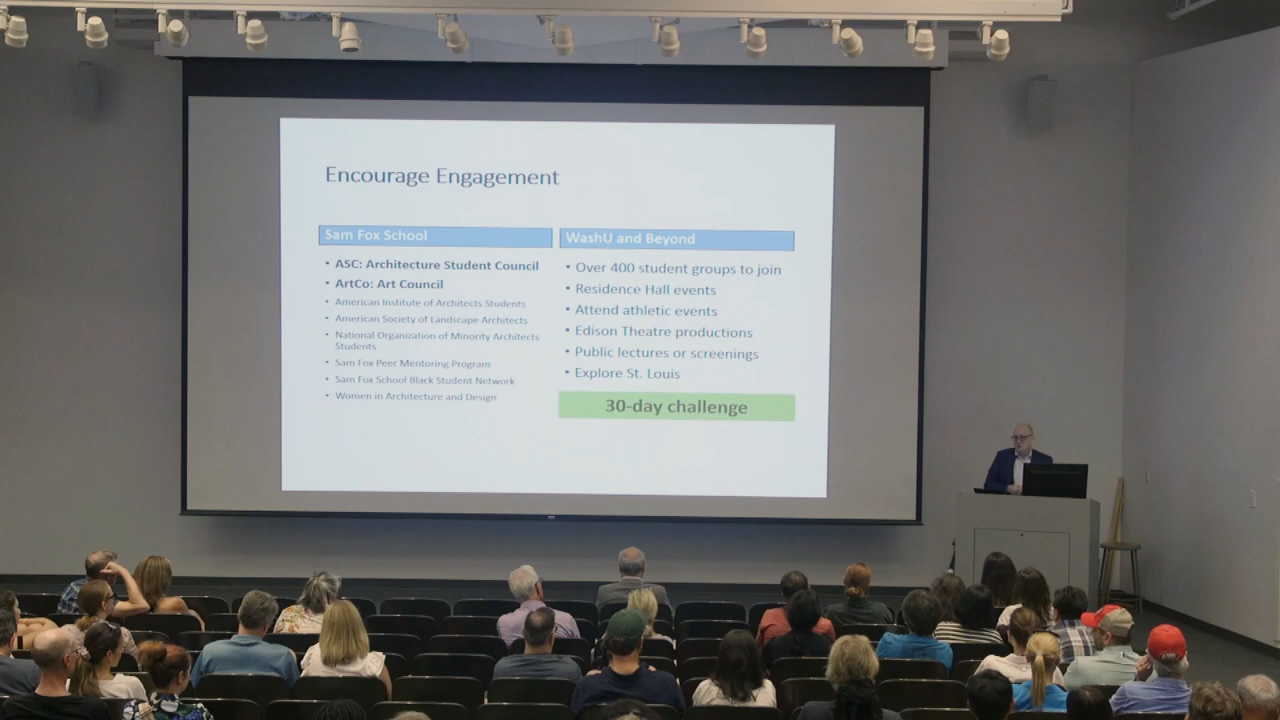 Encourage Engagement
Sam Fox School
• ASC: Architecture Student Council
• ArtCo: Art Council
• American Institute of Architects Students
• American Society of Landscape Architects
• National Organization of Minority Architects
Students
• Sam Fox Peer Mentoring Program
• Sam Fox School Black Student Network
• Women in Architecture and Design
WashU and Beyond
• Over 400 student groups to join
• Residence Hall events
• Attend athletic events
• Edison Theatre productions
• Public lectures or screenings
• Explore St. Louis
30-day challenge